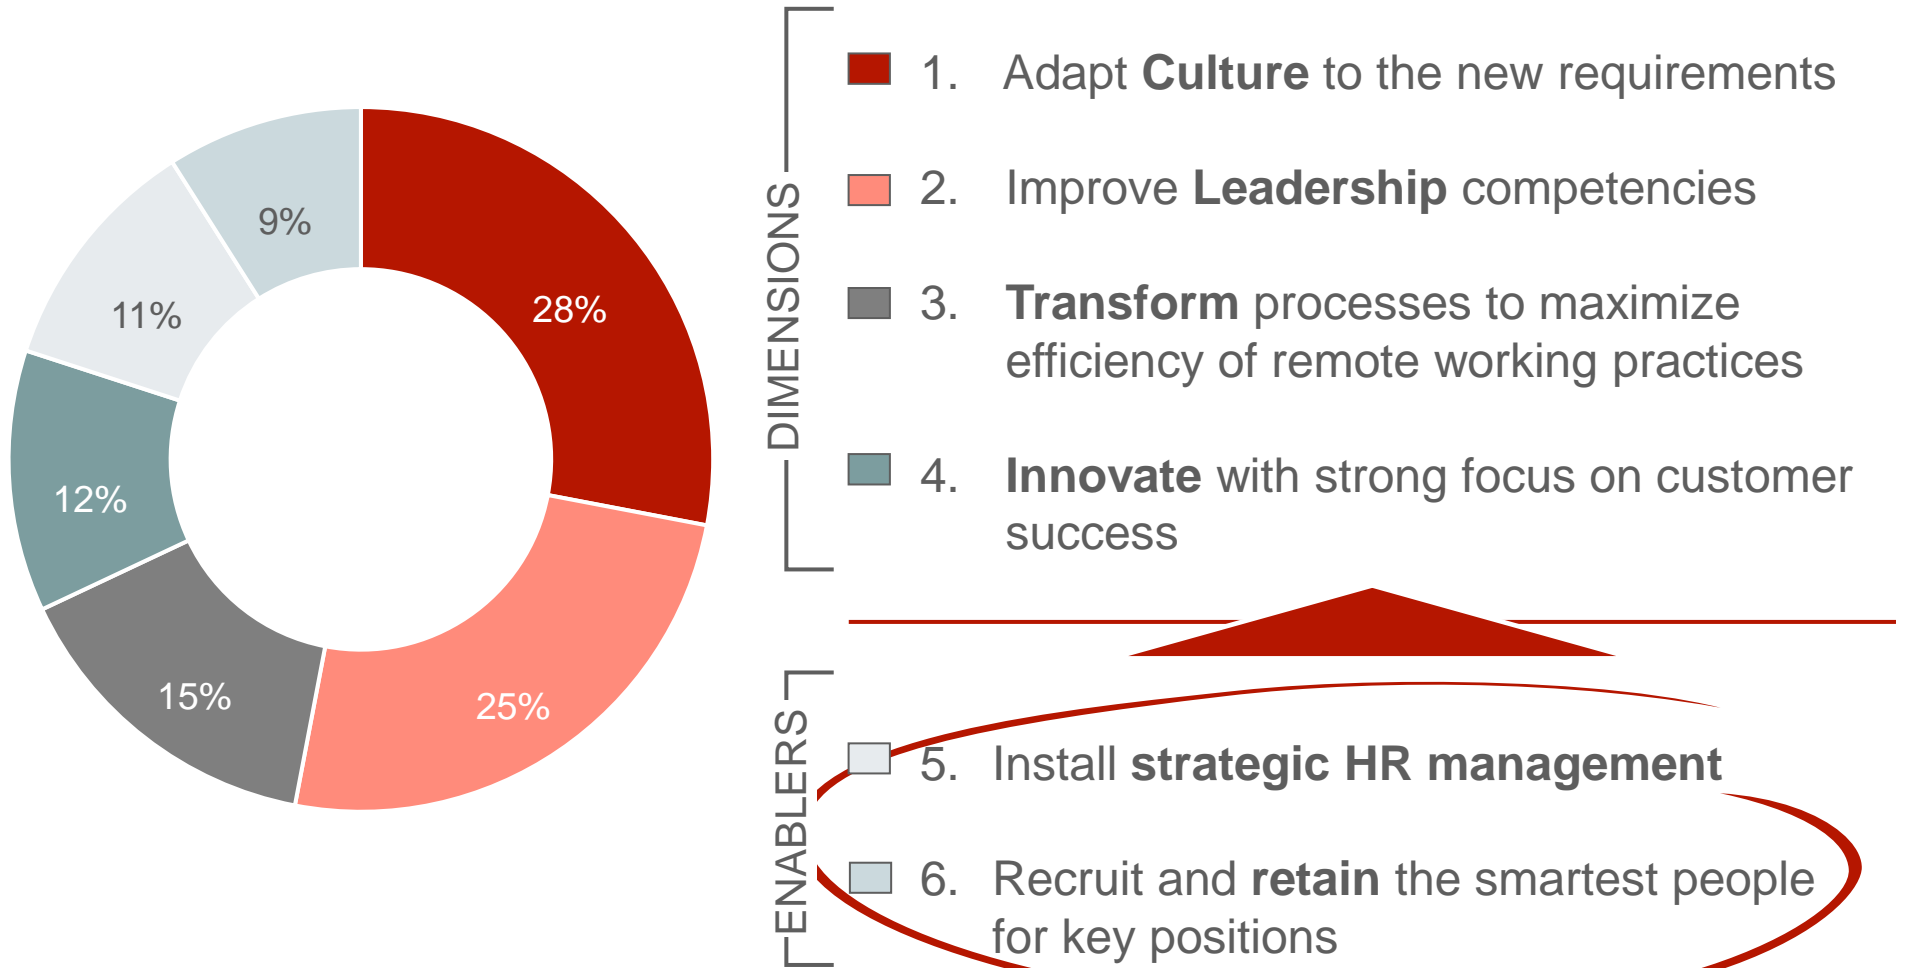 28%
25%
15%
12%
11%
9%
DIMENSIONS
1. Adapt Culture to the new requirements
2. Improve Leadership competencies
3. Transform processes to maximize
efficiency of remote working practices
4. Innovate with strong focus on customer
success
ENABLERS
5. Install strategic HR management
6. Recruit and retain the smartest people
for key positions